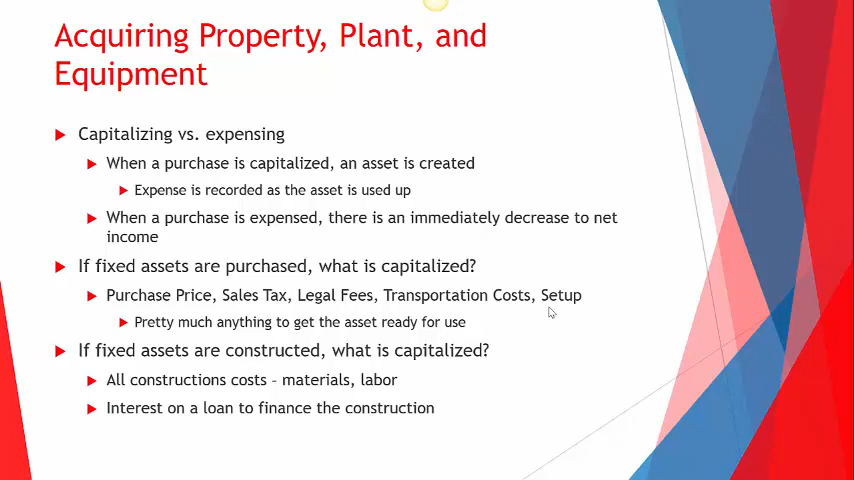 Acquiring Property, Plant, and
Equipment
Capitalizing vs. expensing
When a purchase is capitalized, an asset is created
Expense is recorded as the asset is used up
When a purchase is expensed, there is an immediately decrease to net
income
If fixed assets are purchased, what is capitalized?
Purchase Price, Sales Tax, Legal Fees, Transportation Costs, Setup
Pretty much anything to get the asset ready for use
If fixed assets are constructed, what is capitalized?
All constructions costs – materials, labor
Interest on a loan to finance the construction